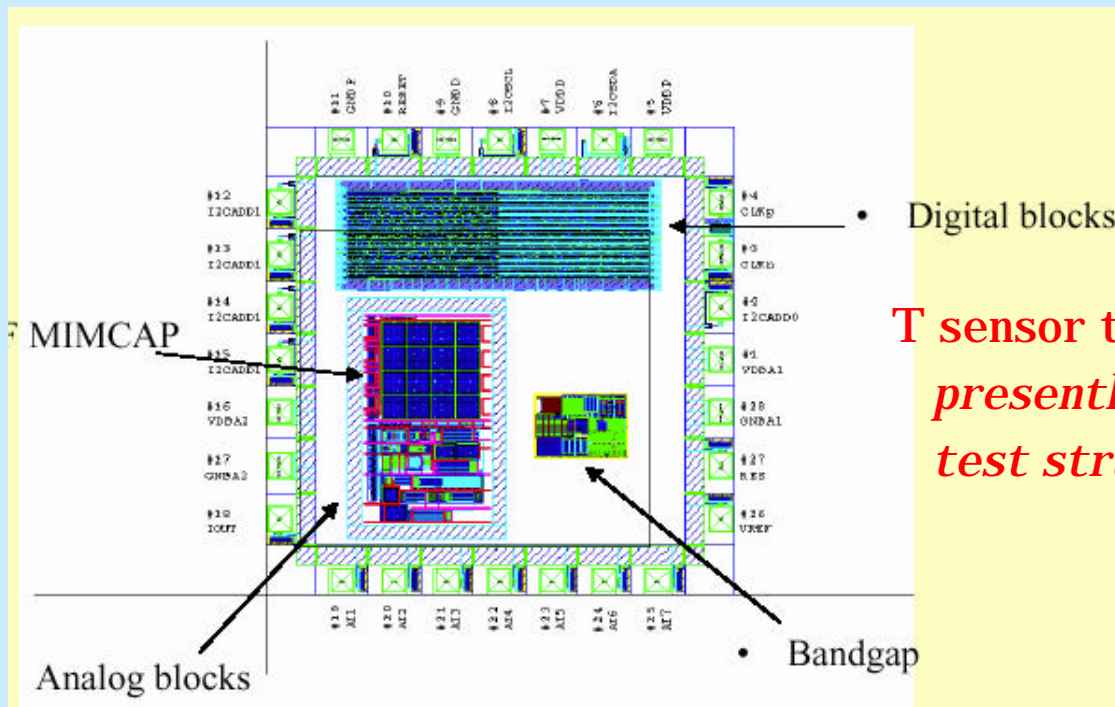 #11 GNDP
#10 RESET
#9 GNDD
#8 I2CSCL
#7 VDDD
#6 I2CSDA
#5 VDDP
#12
I2CADD1
#13
I2CADD1
#14
I2CADD1
F MIMCAP
#15
I2CADD1
#16
VDDA2
#17
GNDA2
#18
IOUT
#4
CLKp
#3
CLKn
#2
I2CADD0
#1
VDDA1
#28
GNDA1
#27
RES
#26
VREF
• Digital blocks
T sensor
test
#19 AI1
#20 AI2
#21 AI3
#22 AI4
#23 AI5
#24 AI6
#25 AI7
• Bandgap
Analog blocks